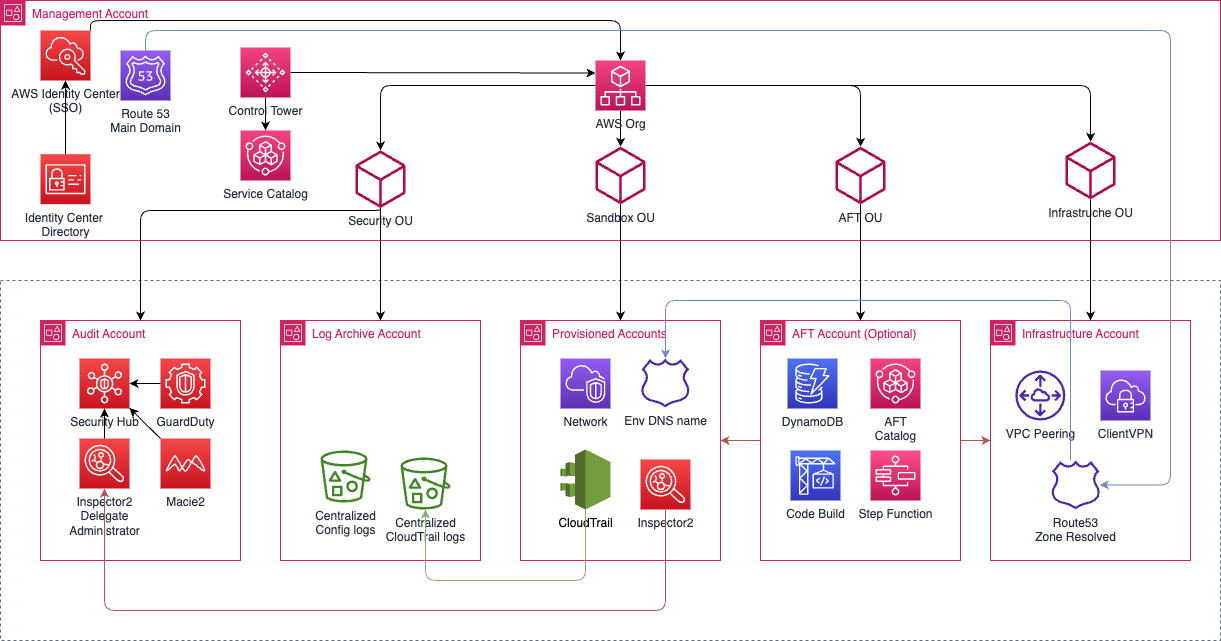 Management Account
AWS Identity Center
(SSO)
53
Route 53
Main Domain
Control Tower
AWS Org
Service Catalog
Identity Center
Directory
Security OU
Sandbox OU
AFT OU
Infrastruche OU
Audit Account
Security Hub
GuardDuty
Inspector2
Delegate
Administrator
Macie2
Log Archive Account
Centralized
Config logs
Centralized
CloudTrail logs
Provisioned Accounts
Network
Env DNS name
CloudTrail
Inspector2
AFT Account (Optional)
DynamoDB
AFT
Catalog
Code Build
Step Function
Infrastructure Account
VPC Peering
ClientVPN
Route53
Zone Resolved